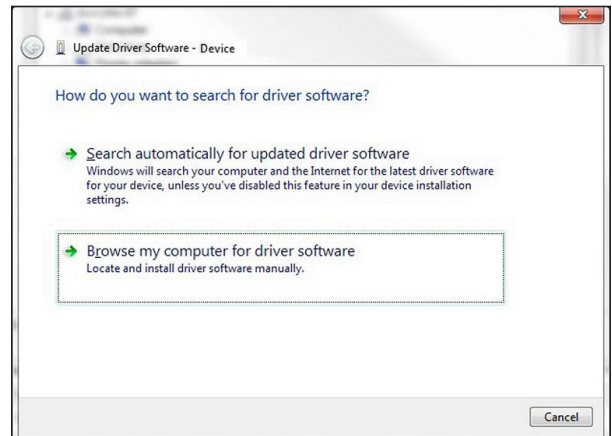 Computer
Update Driver Software - Device
How do you want to search for driver software?
Search automatically for updated driver software
Windows will search your computer and the Internet for the latest driver software
for your device, unless you've disabled this feature in your device installation
settings.
Browse my computer for driver software
Locate and install driver software manually.
Cancel